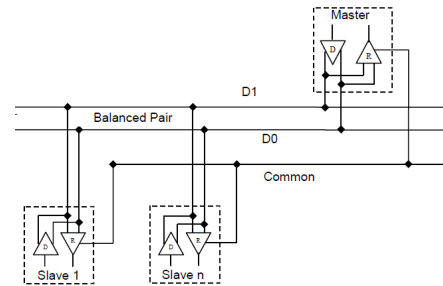 Master
D
R
D1
Balanced Pair
D0
Common
D
R
Slave 1
D
R
Slave n